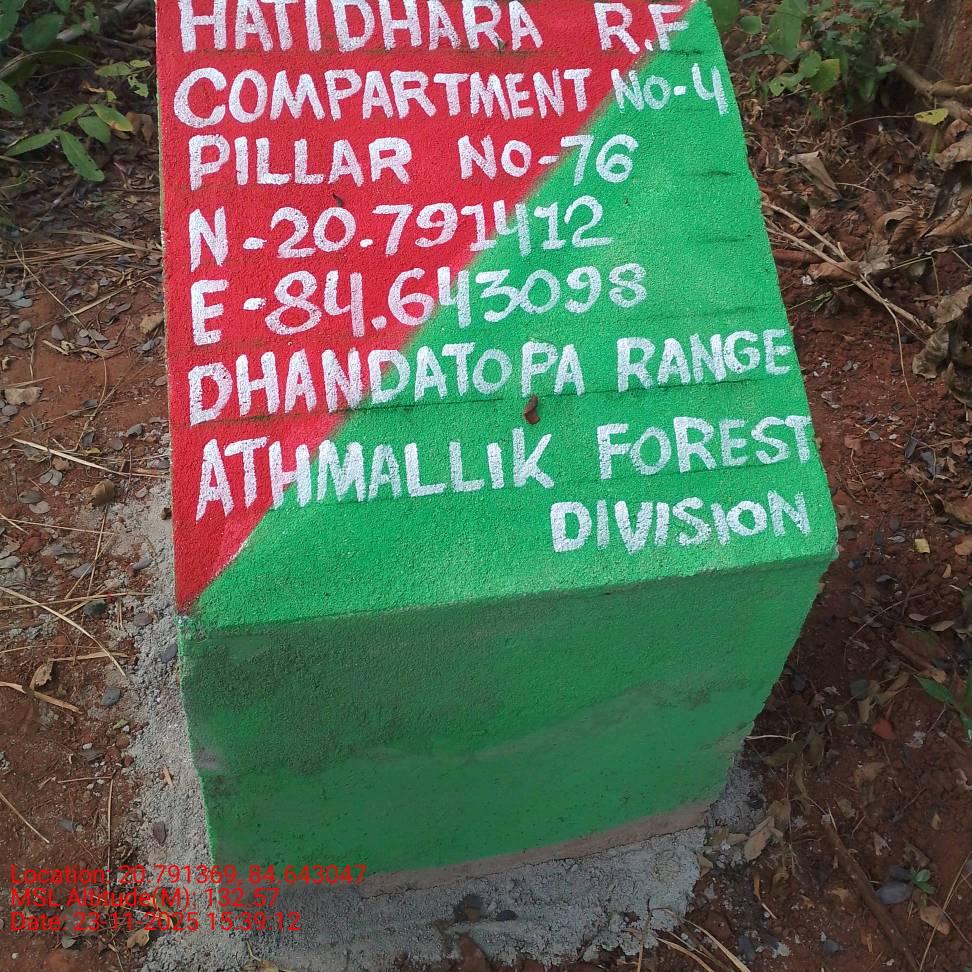 HATIDHARA R.F
COMPARTMENT No-4
PILLAR No-76
N-20.791412
E-84.643098
DHANDATOPA RANGE
ATHMALLIK FOREST
DIVISION
Location: 20.791369, 84.643047
MSL Altitude(M): 132.57
Date: 23-11-2025 15:39:12